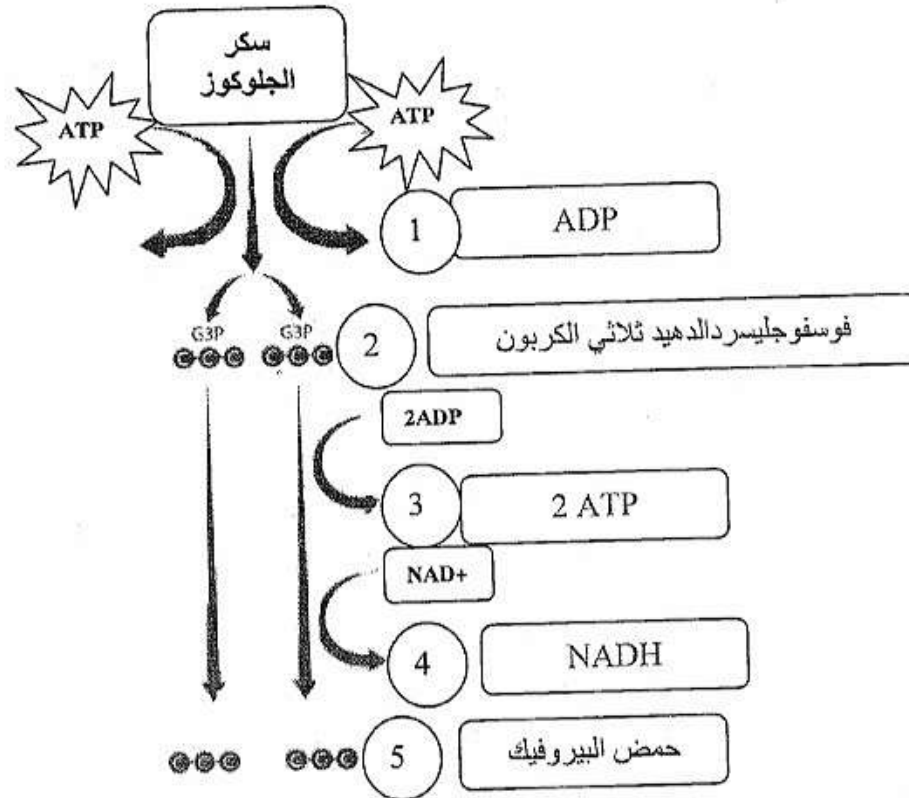 سكر
الجلوكوز
ATP
ATP
1
ADP
G3P
G3P
2
فوسفوجليسردالدهيد ثلاثي الكربون
2ADP
3
2 ATP
NAD+
4
NADH
5
حمض البيروفيك